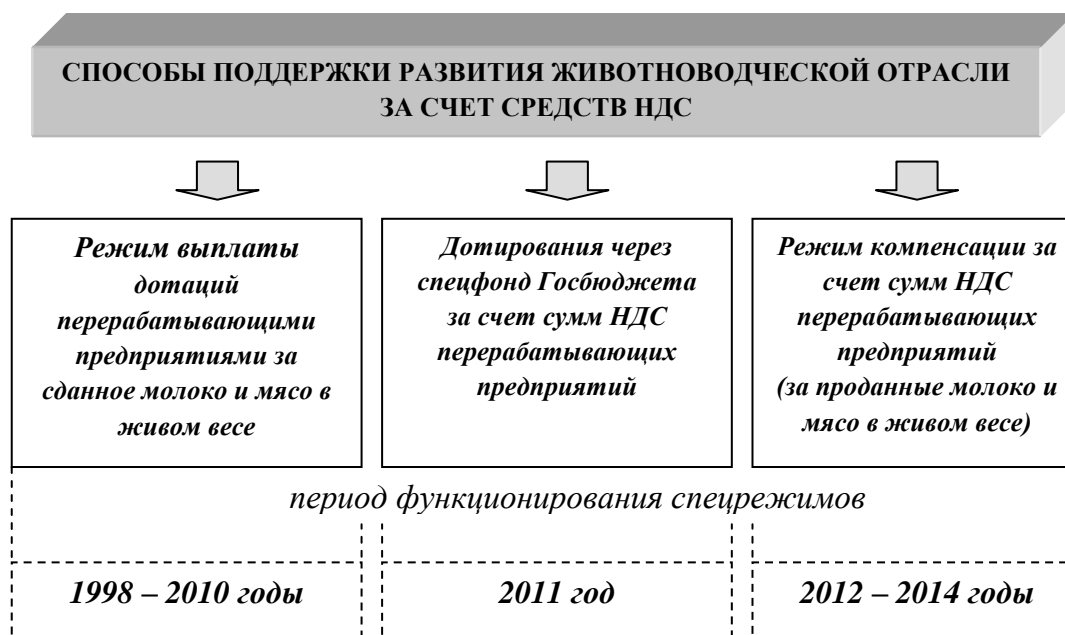 СПОСОБЫ ПОДДЕРЖКИ РАЗВИТИЯ ЖИВОТНОВОДЧЕСКОЙ ОТРАСЛИ
ЗА СЧЕТ СРЕДСТВ НДС
Режим выплаты
дотаций
перерабатывающими
предприятиями за
сданное молоко и мясо в
живом весе
Дотирования через
спецфонд Госбюджета
за счет сумм НДС
перерабатывающих
предприятий
Режим компенсации за
счет сумм НДС
перерабатывающих
предприятий
(за проданные молоко и
мясо в живом весе)
период функционирования спецрежимов
1998 – 2010 годы
2011 год
2012 – 2014 годы